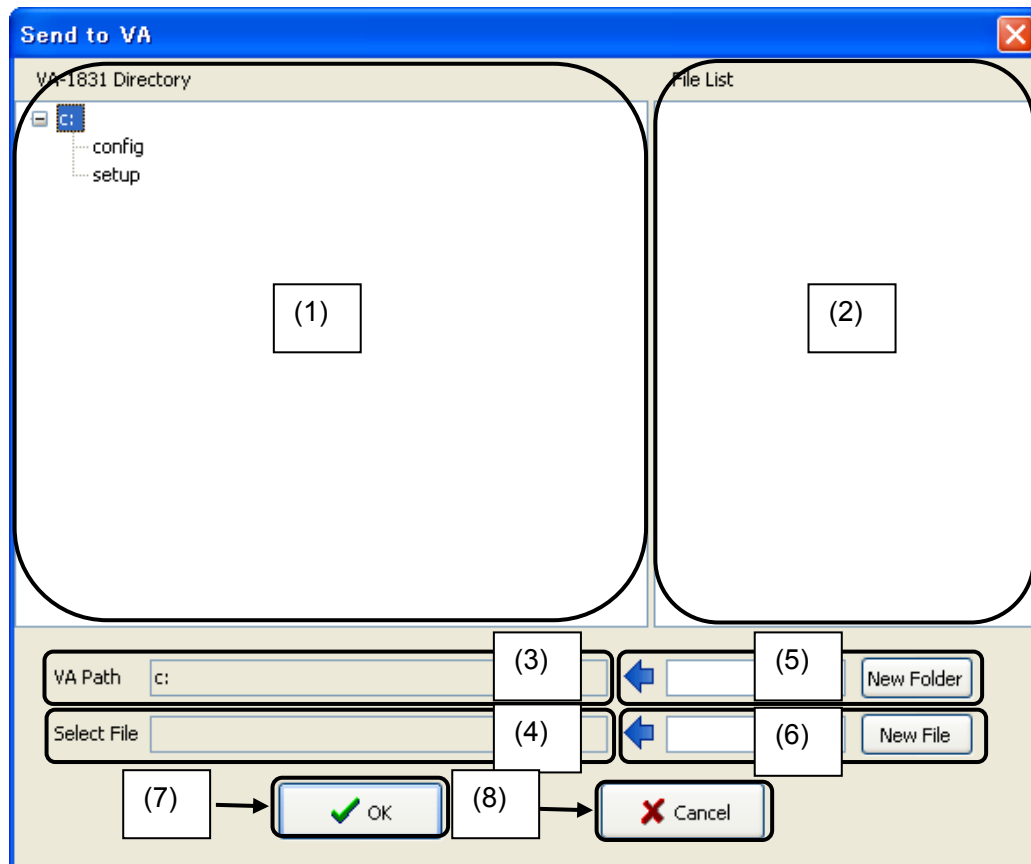 Send to VA
VA-1831 Directory File List
c:
config
setup
(1) (2)
VA Path c: (3) (5) New Folder
Select File (4) (6) New File
(7) OK (8) Cancel